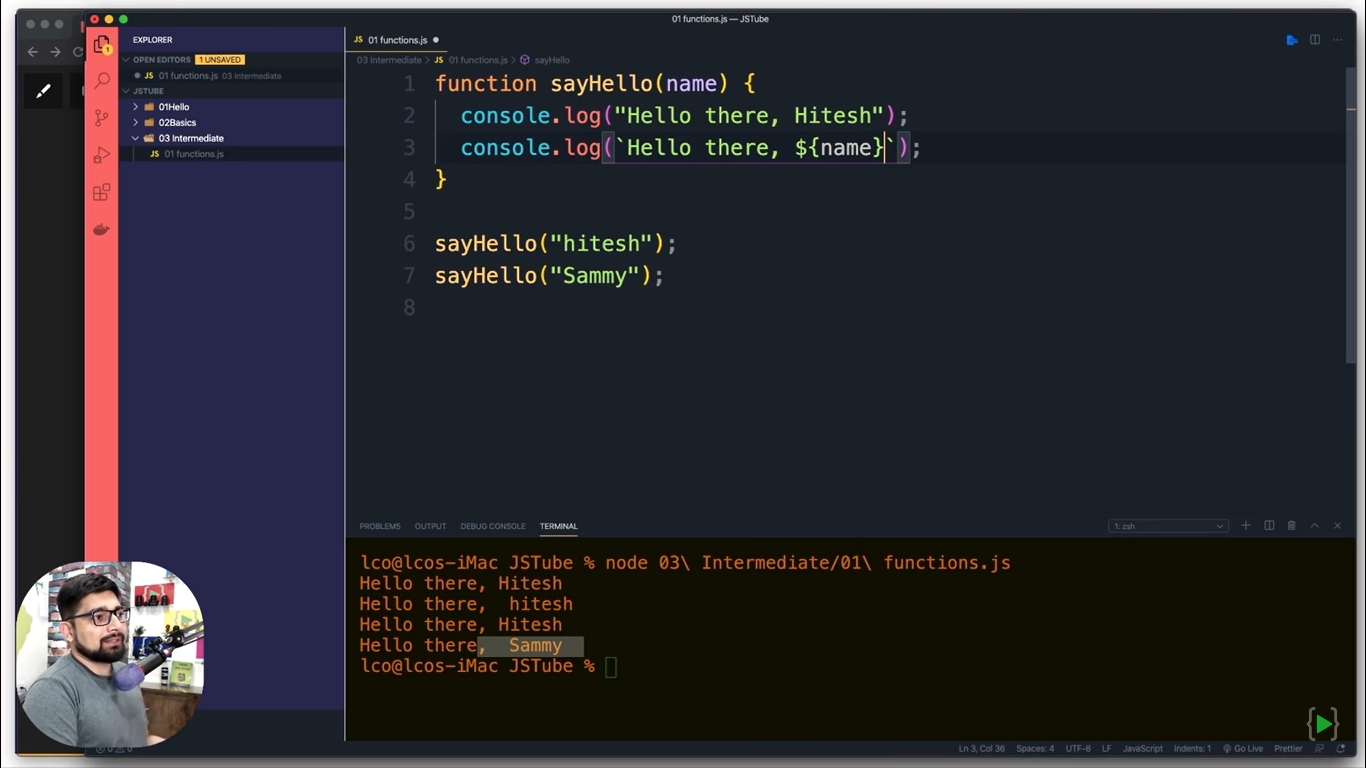 01 functions.js — JSTube
EXPLORER
OPEN EDITORS 1 UNSAVED
● JS 01 functions.js 03 Intermediate
JSTUBE
01Hello
02Basics
03 Intermediate
JS 01 functions.js
1
JS 01 functions.js ●
03 Intermediate > JS 01 functions.js > sayHello
1 function sayHello(name) {
2 console.log("Hello there, Hitesh");
3 console.log(`Hello there, ${name}`);
4 }
5
6 sayHello("hitesh");
7 sayHello("Sammy");
8
PROBLEMS OUTPUT DEBUG CONSOLE TERMINAL 1: zsh
lco@lcos-iMac JSTube % node 03\ Intermediate/01\ functions.js
Hello there, Hitesh
Hello there,  hitesh
Hello there, Hitesh
Hello there,  Sammy
lco@lcos-iMac JSTube %
0 0 Ln 3, Col 36 Spaces: 4 UTF-8 LF JavaScript Indents: 1 Go Live Prettier